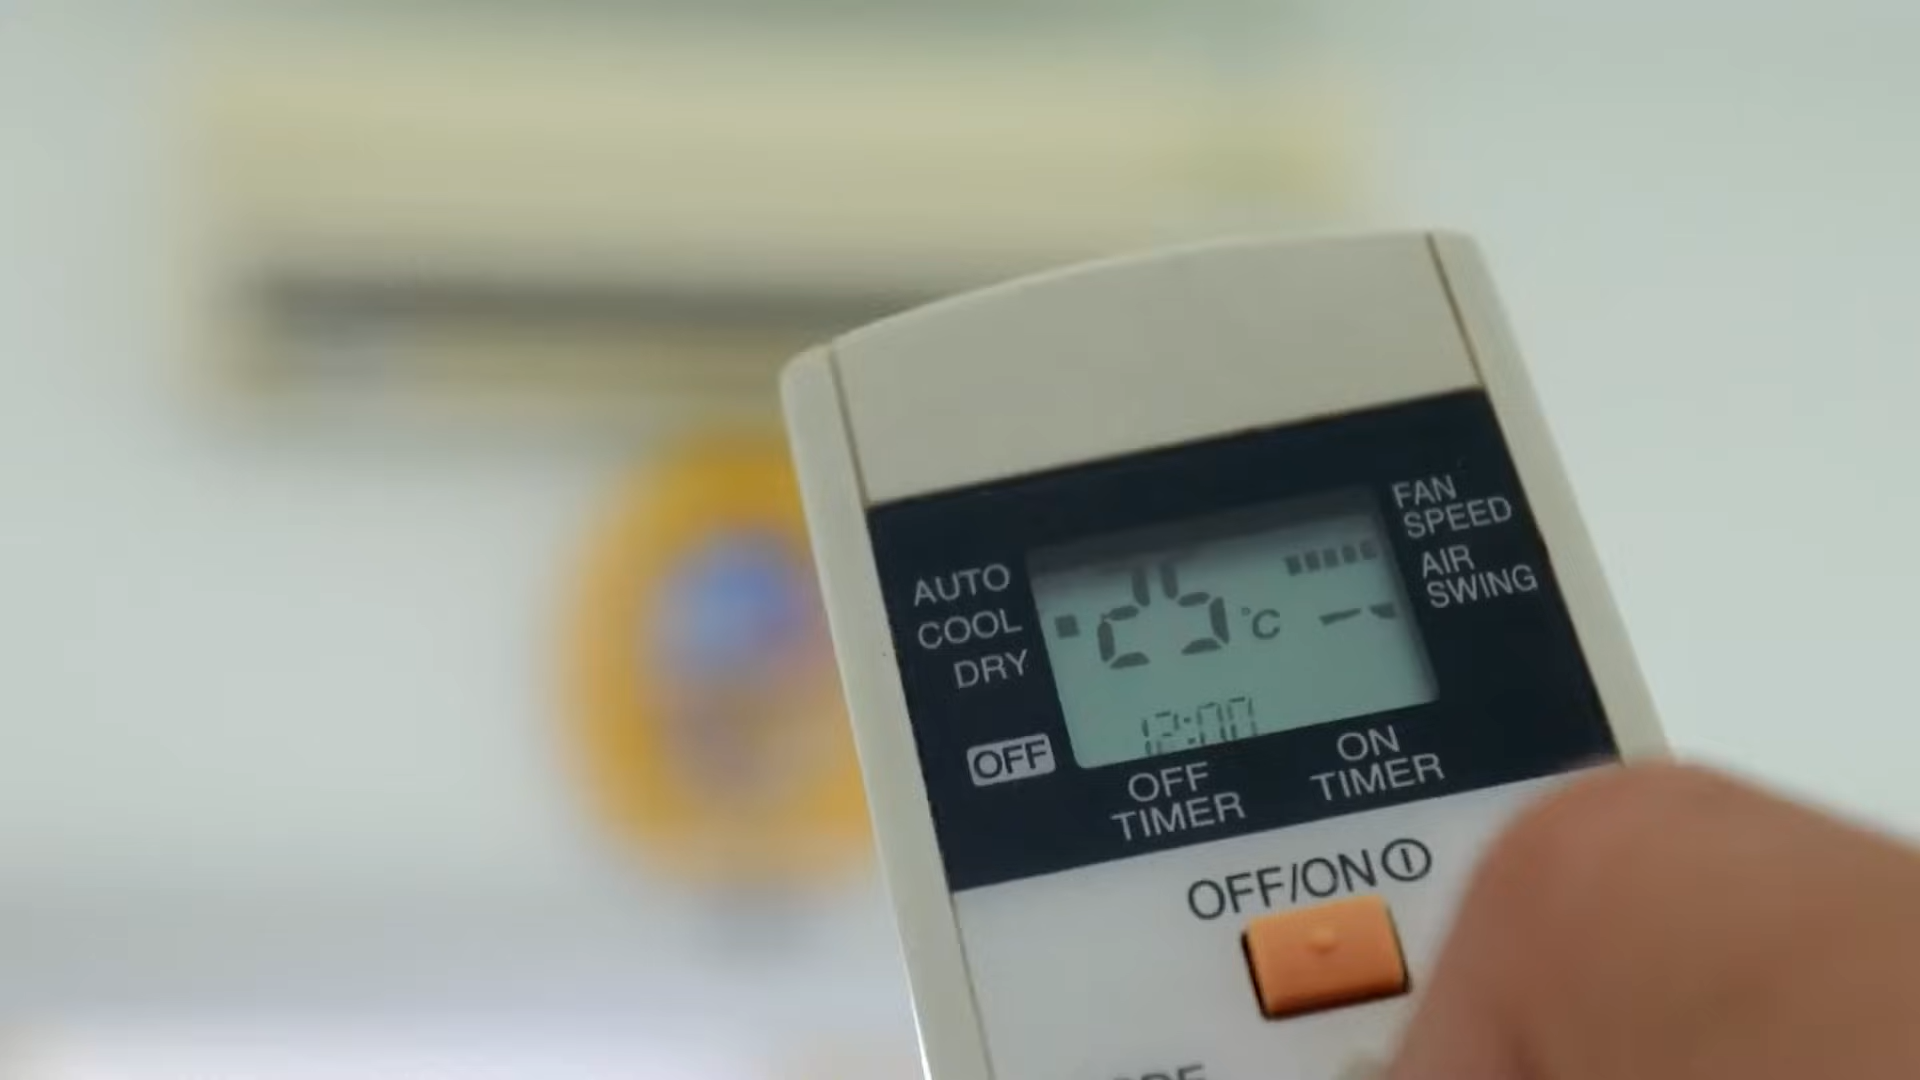 FAN
SPEED
AIR
SWING
AUTO
COOL
DRY
25°C
12:00
OFF
OFF
TIMER
ON
TIMER
OFF/ON